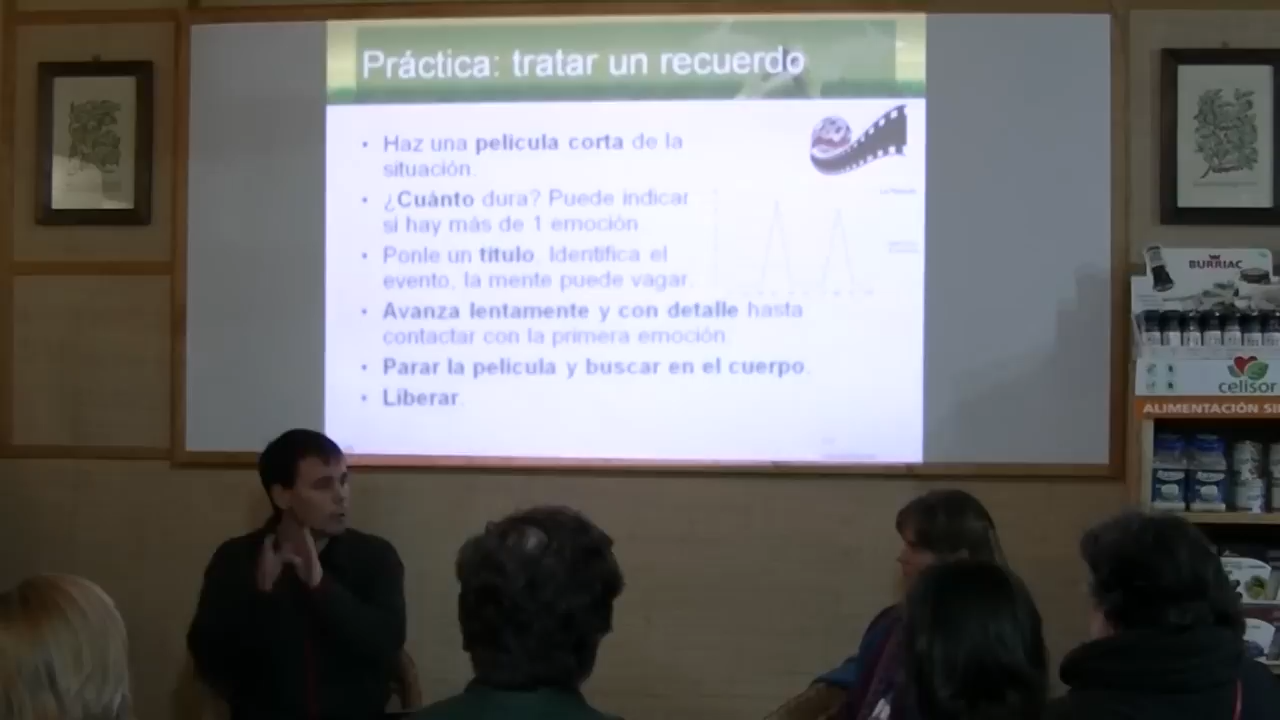 Práctica: tratar un recuerdo
• Haz una película corta de la
situación.
• ¿Cuánto dura? Puede indicar
si hay más de 1 emoción
• Ponle un título. Identifica el
evento, la mente puede vagar.
• Avanza lentamente y con detalle hasta
contactar con la primera emoción.
• Parar la película y buscar en el cuerpo.
• Liberar.
BURRIAC
celisor
ALIMENTACIÓN